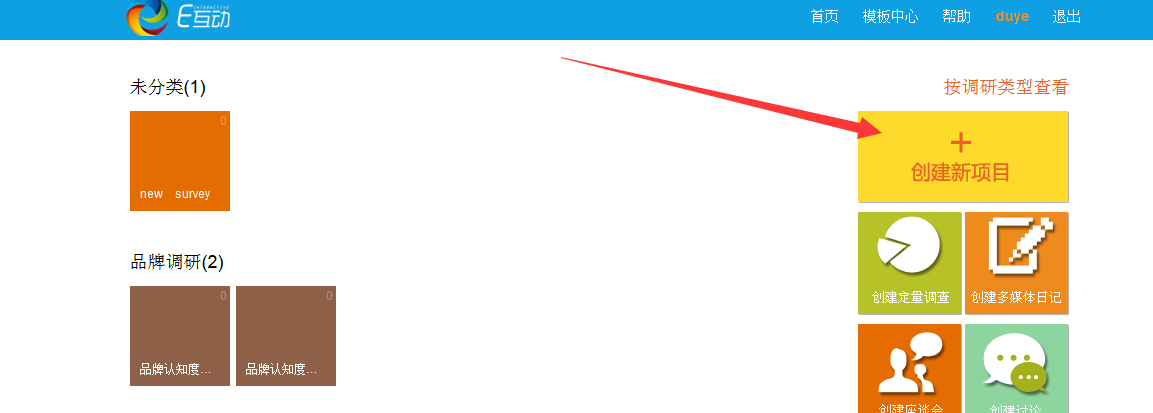 E互动
INTERACTIVE
首页 模板中心 帮助 duye 退出
未分类(1)
按调研类型查看
0
new survey
+
创建新项目
品牌调研(2)
0
0
品牌认知度...
品牌认知度...
创建定量调查
创建多媒体日记
创建座谈会
创建讨论